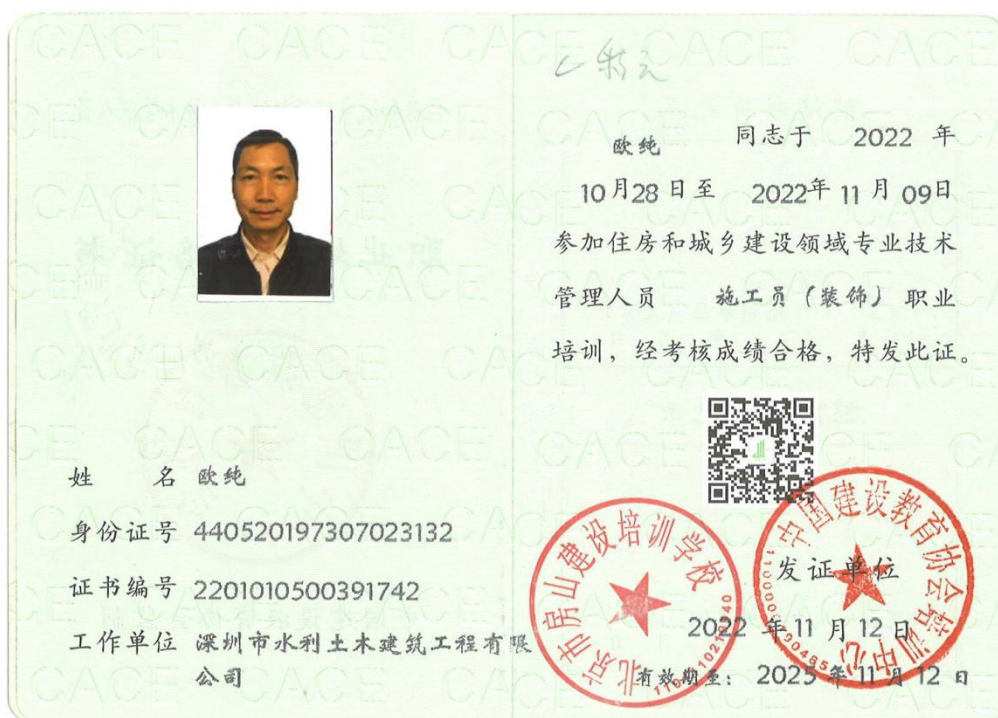 欧纯 同志于 2022 年
10月28 日至 2022年 11 月 09日
参加住房和城乡建设领域专业技术
管理人员 施工员（装饰）职业
培训，经考核成绩合格，特发此证。
姓 名 欧纯
身份证号 440520197307023132
证书编号 2201010500391742
工作单位 深圳市水利土木建筑工程有限
公司
北京市房山建设培训学校
中国建设教育协会培训中心
发证单位
2022 年 11 月 12 日
有效期至： 2025 年 11 月 12 日
CACE